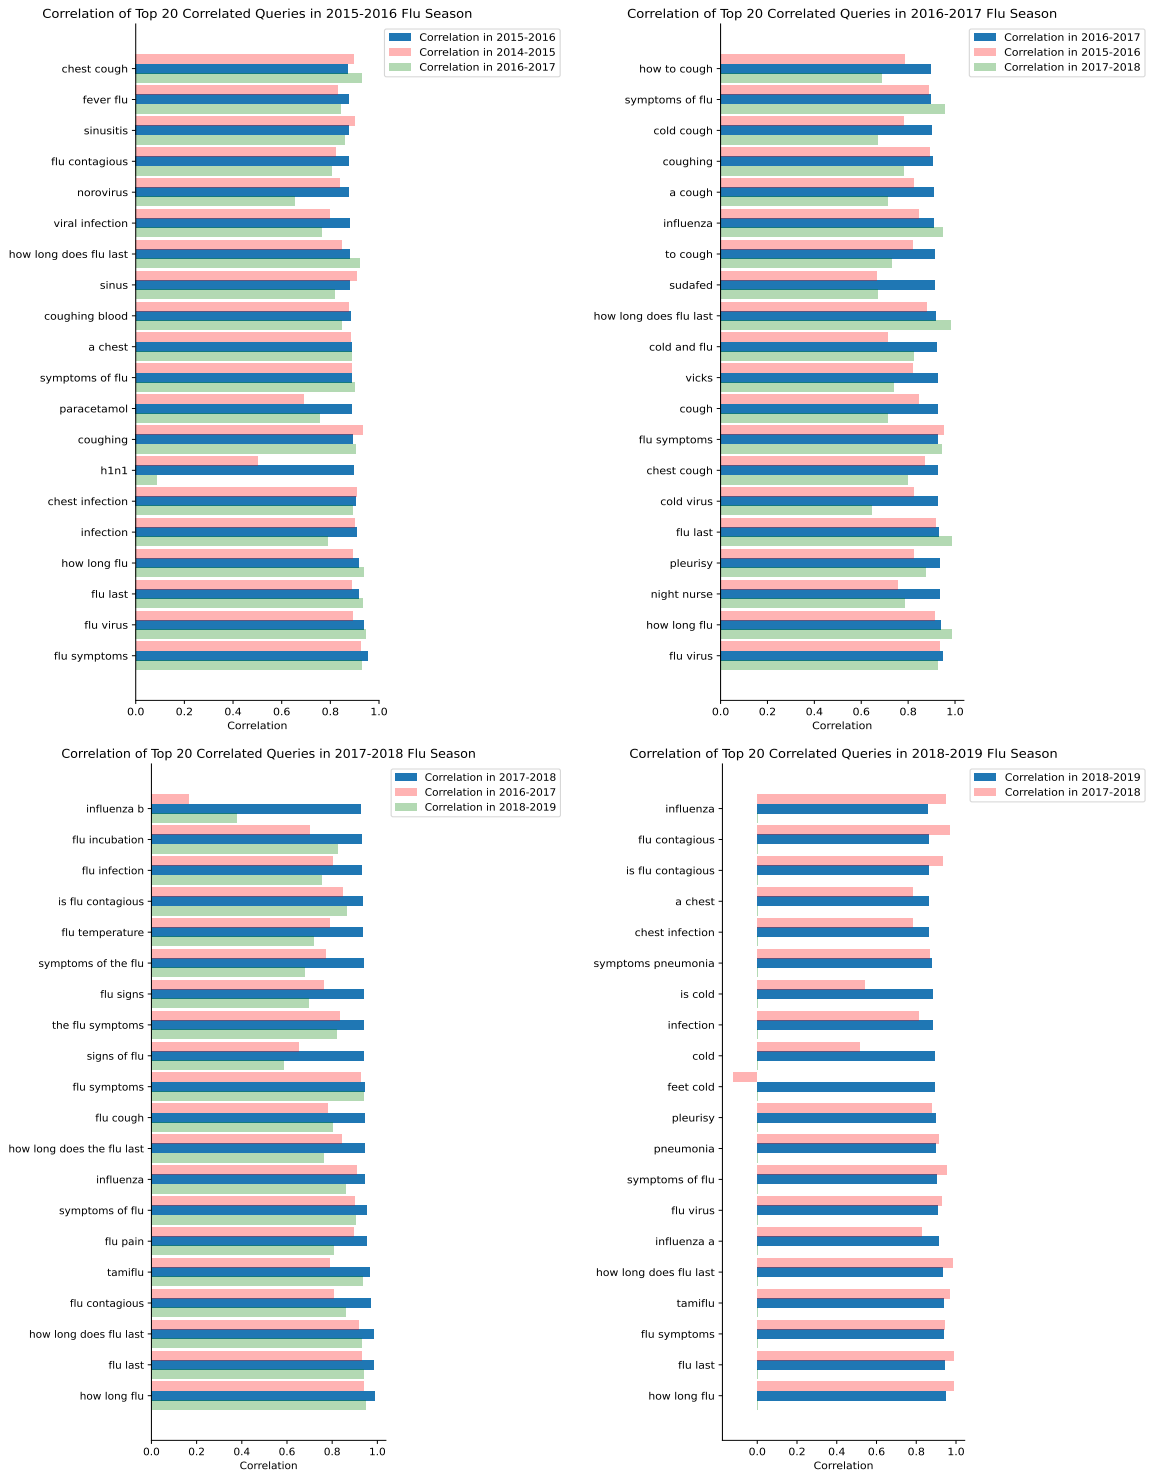 Correlation of Top 20 Correlated Queries in 2015-2016 Flu Season
Correlation in 2015-2016
Correlation in 2014-2015
Correlation in 2016-2017
chest cough
fever flu
sinusitis
flu contagious
norovirus
viral infection
how long does flu last
sinus
coughing blood
a chest
symptoms of flu
paracetamol
coughing
h1n1
chest infection
infection
how long flu
flu last
flu virus
flu symptoms
0.0 0.2 0.4 0.6 0.8 1.0
Correlation
Correlation of Top 20 Correlated Queries in 2016-2017 Flu Season
Correlation in 2016-2017
Correlation in 2015-2016
Correlation in 2017-2018
how to cough
symptoms of flu
cold cough
coughing
a cough
influenza
to cough
sudafed
how long does flu last
cold and flu
vicks
cough
flu symptoms
chest cough
cold virus
flu last
pleurisy
night nurse
how long flu
flu virus
0.0 0.2 0.4 0.6 0.8 1.0
Correlation
Correlation of Top 20 Correlated Queries in 2017-2018 Flu Season
Correlation in 2017-2018
Correlation in 2016-2017
Correlation in 2018-2019
influenza b
flu incubation
flu infection
is flu contagious
flu temperature
symptoms of the flu
flu signs
the flu symptoms
signs of flu
flu symptoms
flu cough
how long does the flu last
influenza
symptoms of flu
flu pain
tamiflu
flu contagious
how long does flu last
flu last
how long flu
0.0 0.2 0.4 0.6 0.8 1.0
Correlation
Correlation of Top 20 Correlated Queries in 2018-2019 Flu Season
Correlation in 2018-2019
Correlation in 2017-2018
influenza
flu contagious
is flu contagious
a chest
chest infection
symptoms pneumonia
is cold
infection
cold
feet cold
pleurisy
pneumonia
symptoms of flu
flu virus
influenza a
how long does flu last
tamiflu
flu symptoms
flu last
how long flu
0.0 0.2 0.4 0.6 0.8 1.0
Correlation